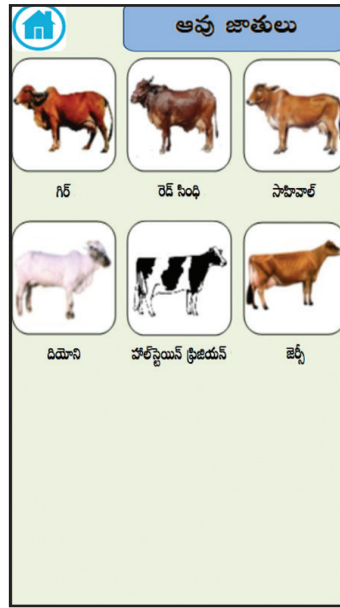 ఆవు జాతులు
గిర్
రెడ్ సింధి
సాహివాల్
దియోని
హాల్‌స్టెయిన్ ఫ్రిజియన్
జెర్సీ